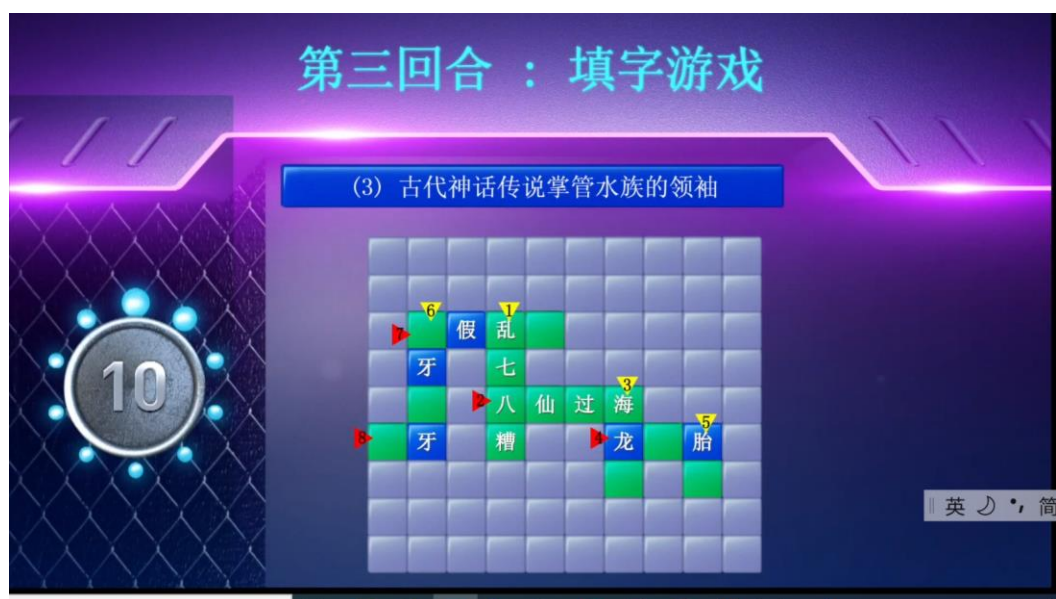 第三回合 ： 填字游戏
(3) 古代神话传说掌管水族的领袖
6 1
7 假 乱
牙 七 3
2 八 仙 过 海
5
8 牙 糟 4 龙 胎
10
英 简